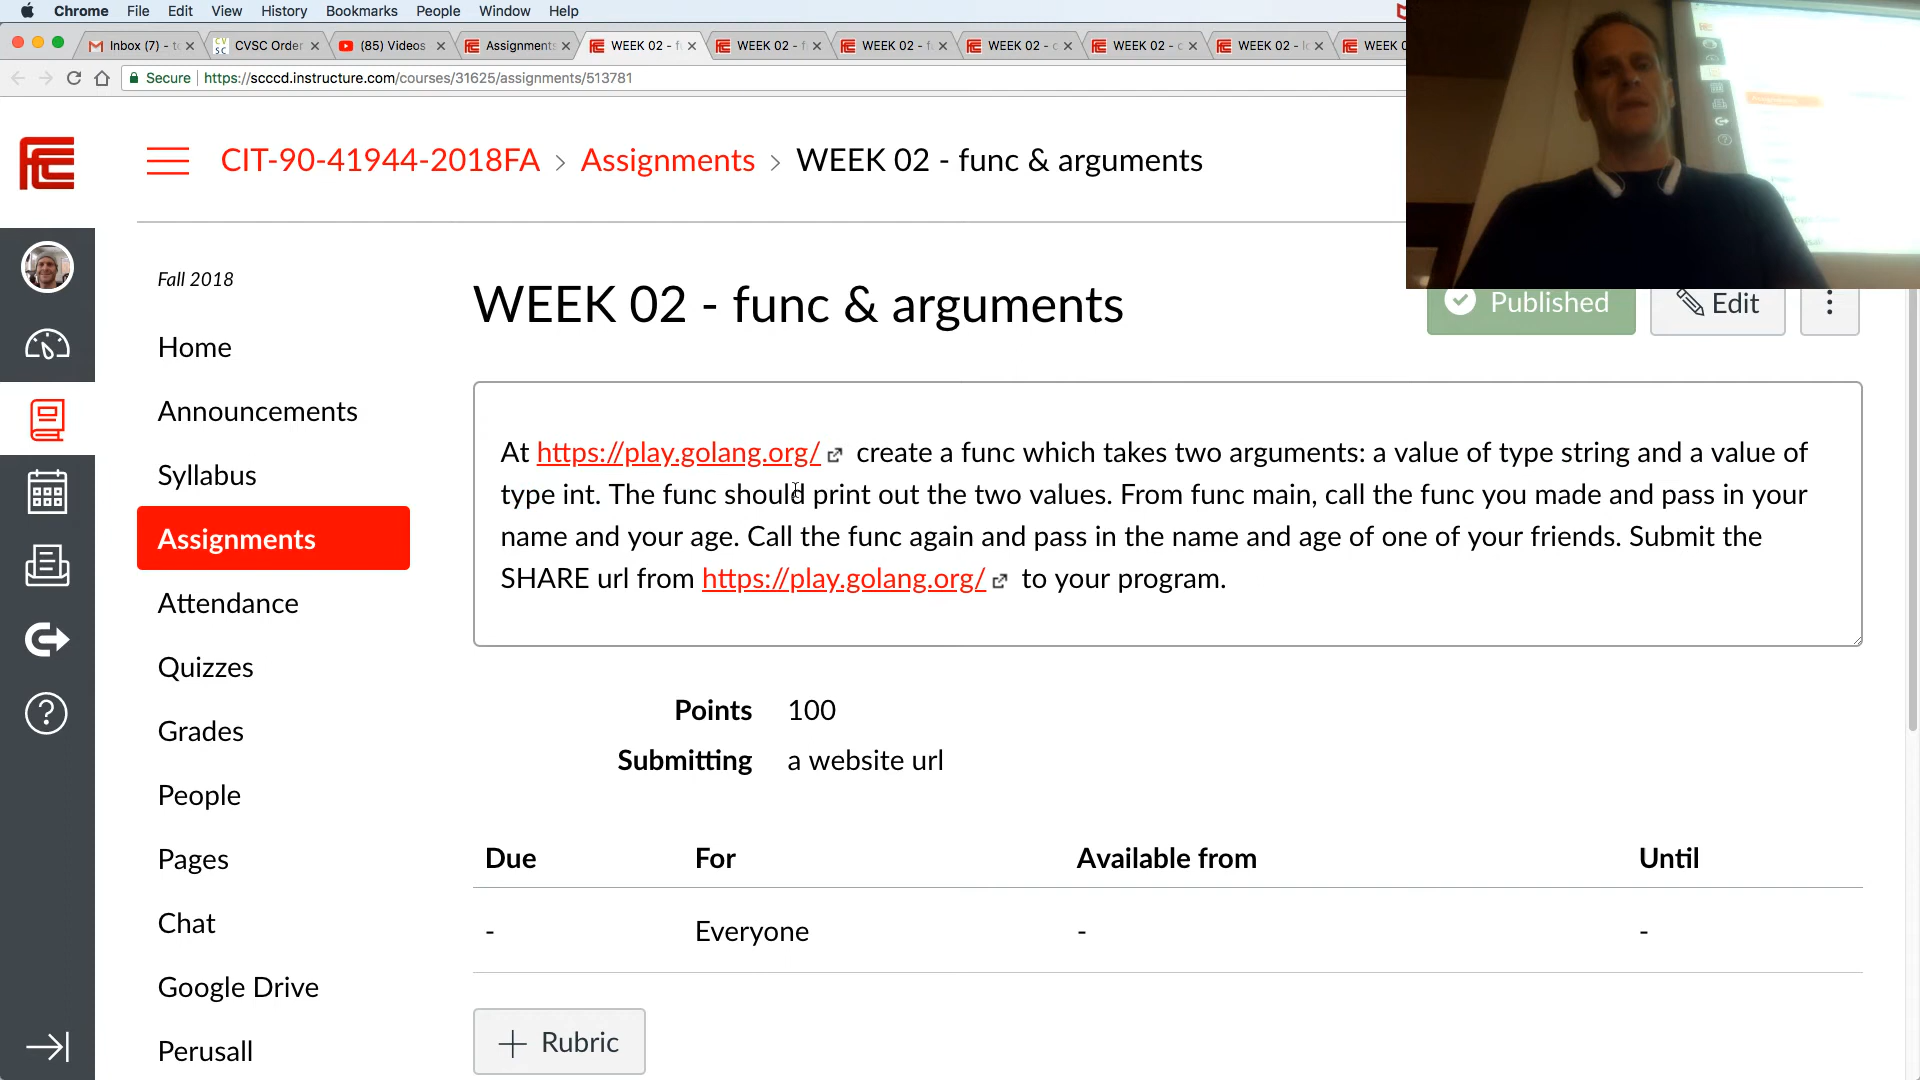 Chrome File Edit View History Bookmarks People Window Help
Inbox (7) - t
CVSC Order
(85) Videos
Assignment
WEEK 02 - f
WEEK 02 - f
WEEK 02 - f
WEEK 02 - c
WEEK 02 - c
WEEK 02 - l
WEEK 0
Secure https://scccd.instructure.com/courses/31625/assignments/513781
CIT-90-41944-2018FA > Assignments > WEEK 02 - func & arguments
Fall 2018
Home
Announcements
Syllabus
Assignments
Attendance
Quizzes
Grades
People
Pages
Chat
Google Drive
Perusall
WEEK 02 - func & arguments
Published
Edit
At https://play.golang.org/ create a func which takes two arguments: a value of type string and a value of
type int. The func should print out the two values. From func main, call the func you made and pass in your
name and your age. Call the func again and pass in the name and age of one of your friends. Submit the
SHARE url from https://play.golang.org/ to your program.
Points 100
Submitting a website url
Due For Available from Until
- Everyone - -
+ Rubric